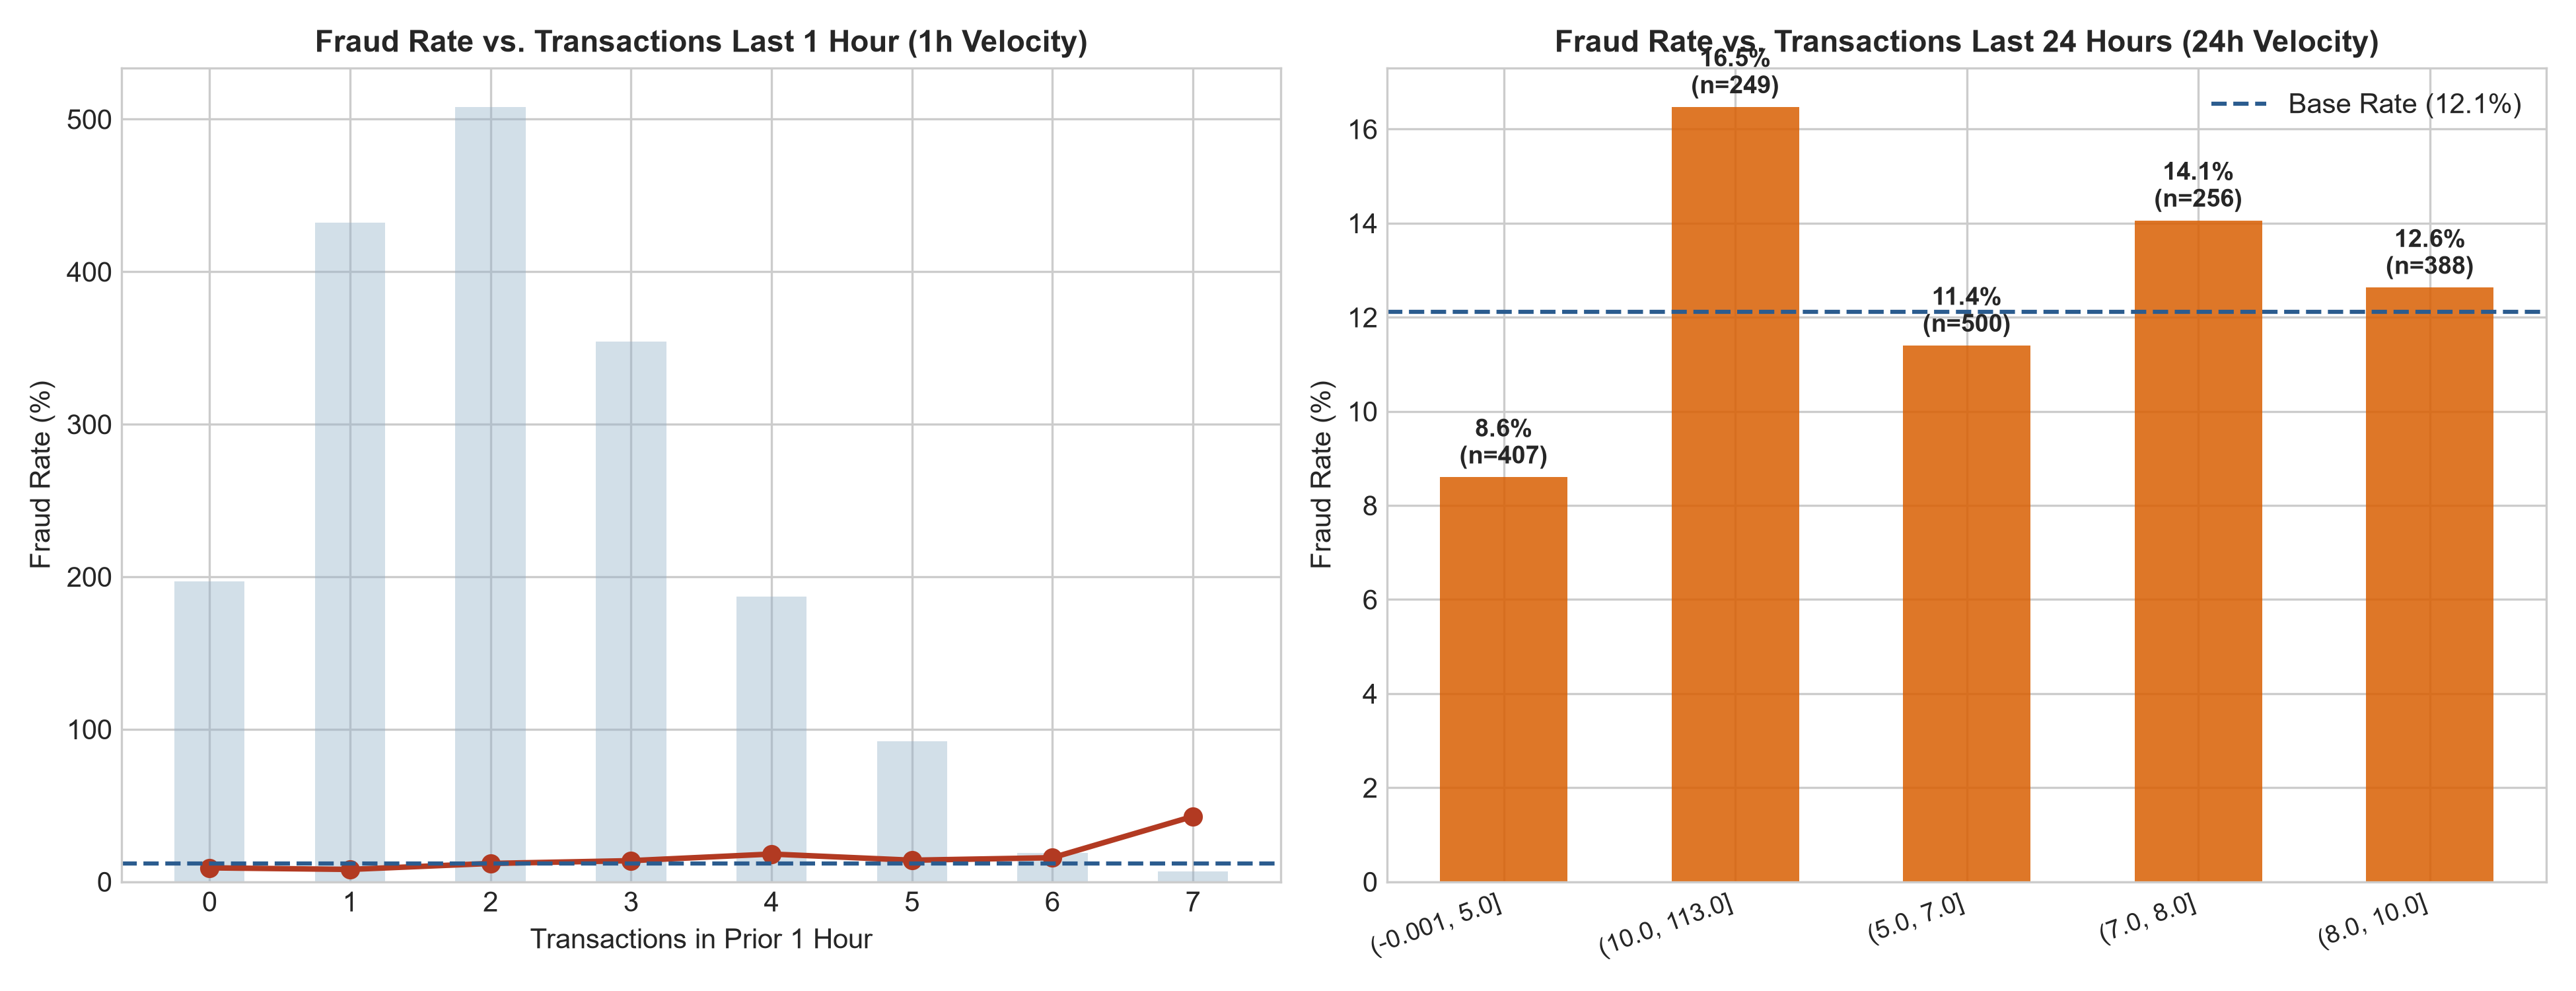 Fraud Rate vs. Transactions Last 1 Hour (1h Velocity)
Fraud Rate (%)
500
400
300
200
100
0
0 1 2 3 4 5 6 7
Transactions in Prior 1 Hour
Fraud Rate vs. Transactions Last 24 Hours (24h Velocity)
Base Rate (12.1%)
Fraud Rate (%)
16
14
12
10
8
6
4
2
0
8.6%
(n=407)
16.5%
(n=249)
11.4%
(n=500)
14.1%
(n=256)
12.6%
(n=388)
(-0.001, 5.0]
(10.0, 113.0]
(5.0, 7.0]
(7.0, 8.0]
(8.0, 10.0]